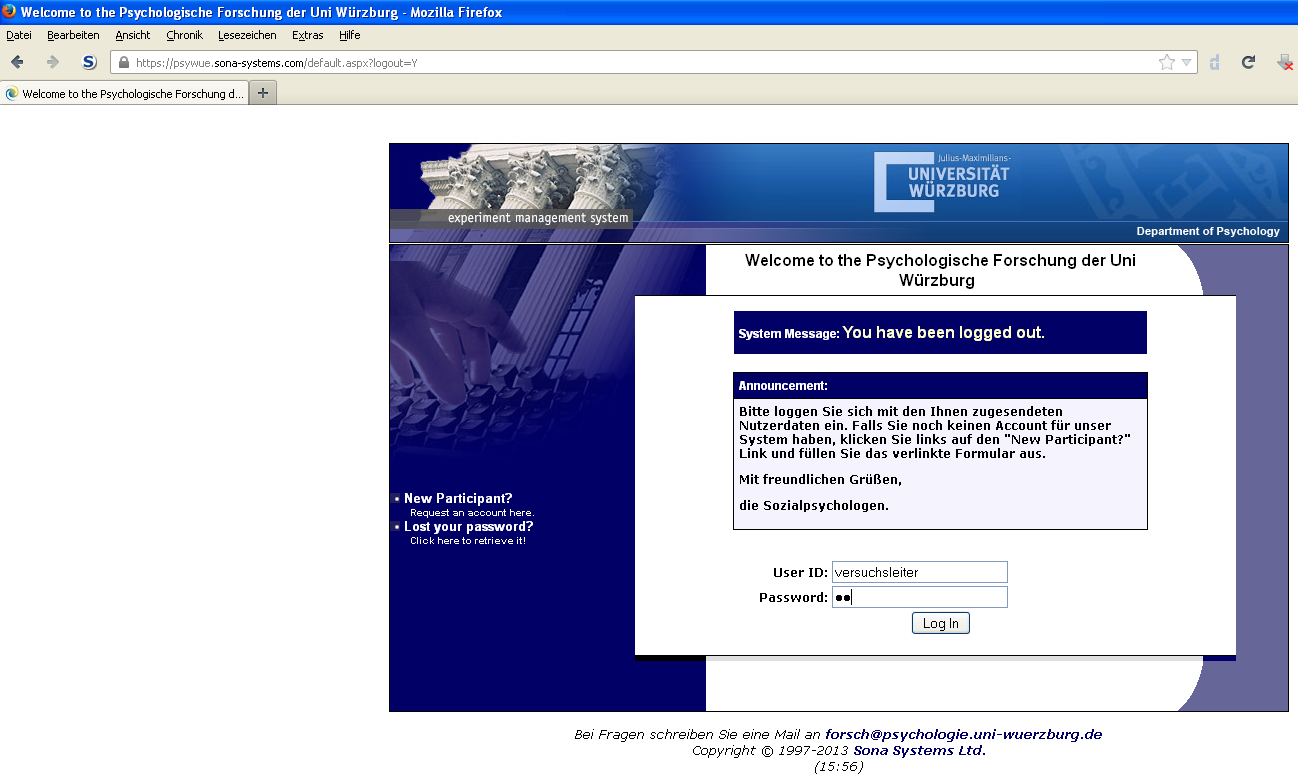 Welcome to the Psychologische Forschung der Uni Würzburg - Mozilla Firefox
Datei Bearbeiten Ansicht Chronik Lesezeichen Extras Hilfe
S https://psywue.sona-systems.com/default.aspx?logout=Y d
Welcome to the Psychologische Forschung d... +
Julius-Maximilians-
UNIVERSITÄT
WÜRZBURG
experiment management system
Department of Psychology
Welcome to the Psychologische Forschung der Uni
Würzburg
System Message: You have been logged out.
Announcement:
Bitte loggen Sie sich mit den Ihnen zugesendeten
Nutzerdaten ein. Falls Sie noch keinen Account für unser
System haben, klicken Sie links auf den "New Participant?"
Link und füllen Sie das verlinkte Formular aus.
Mit freundlichen Grüßen,
die Sozialpsychologen.
New Participant?
Request an account here.
Lost your password?
Click here to retrieve it!
User ID: versuchsleiter
Password: ●●
Log In
Bei Fragen schreiben Sie eine Mail an forsch@psychologie.uni-wuerzburg.de
Copyright © 1997-2013 Sona Systems Ltd.
(15:56)